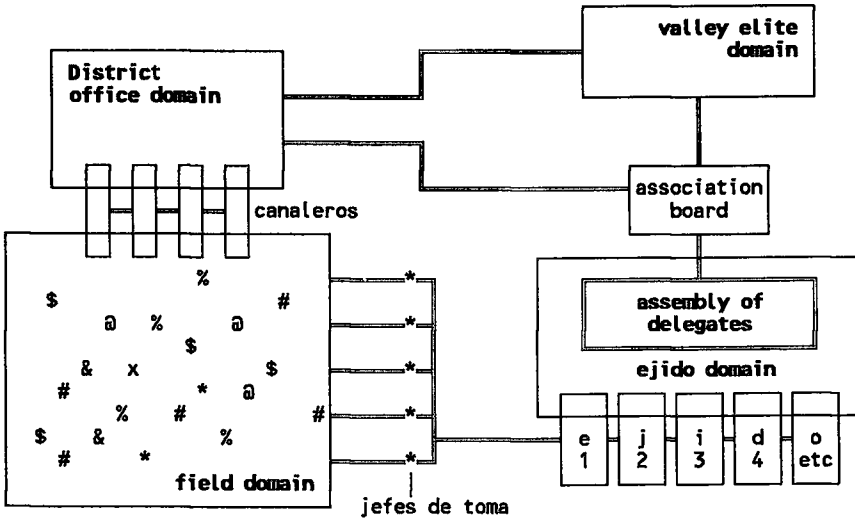 valley elite
domain
District
office domain
association
board
canaleros
% 
$ #
@ % @
$
& x $
# * @
% # #
$ & %
# *
field domain
*
*
*
*
*
jefes de toma
assembly of
delegates
ejido domain
e j i d o
1 2 3 4 etc